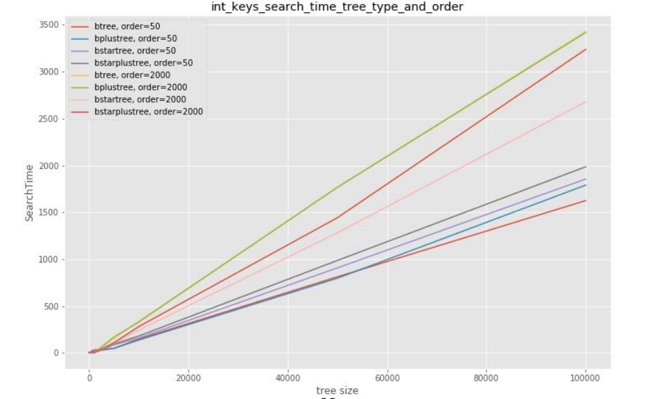 int_keys_search_time_tree_type_and_order
btree, order=50
bplustree, order=50
bstartree, order=50
bstarplustree, order=50
btree, order=2000
bplustree, order=2000
bstartree, order=2000
bstarplustree, order=2000
3500
3000
2500
2000
1500
1000
500
0
SearchTime
0 20000 40000 60000 80000 100000
tree size